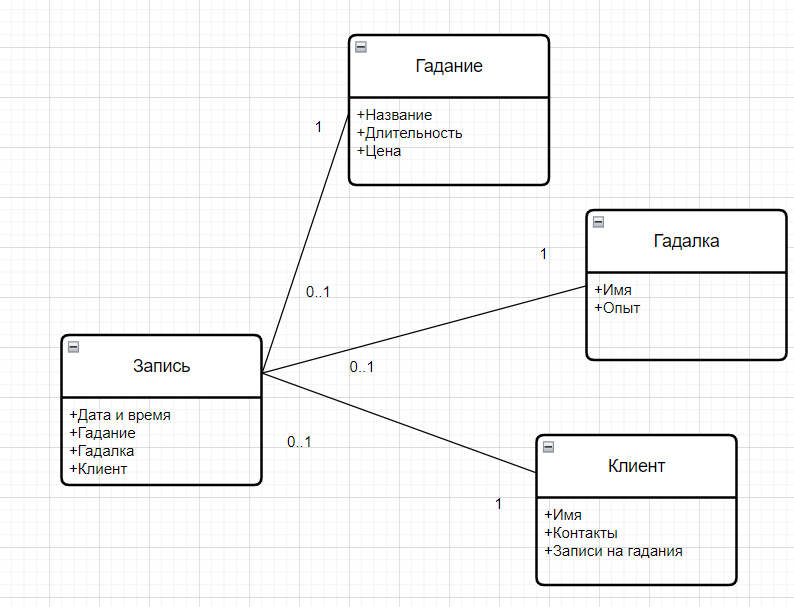 Гадание
+Название
+Длительность
+Цена
1
0..1
Гадалка
+Имя
+Опыт
1
0..1
Запись
+Дата и время
+Гадание
+Гадалка
+Клиент
0..1
1
Клиент
+Имя
+Контакты
+Записи на гадания